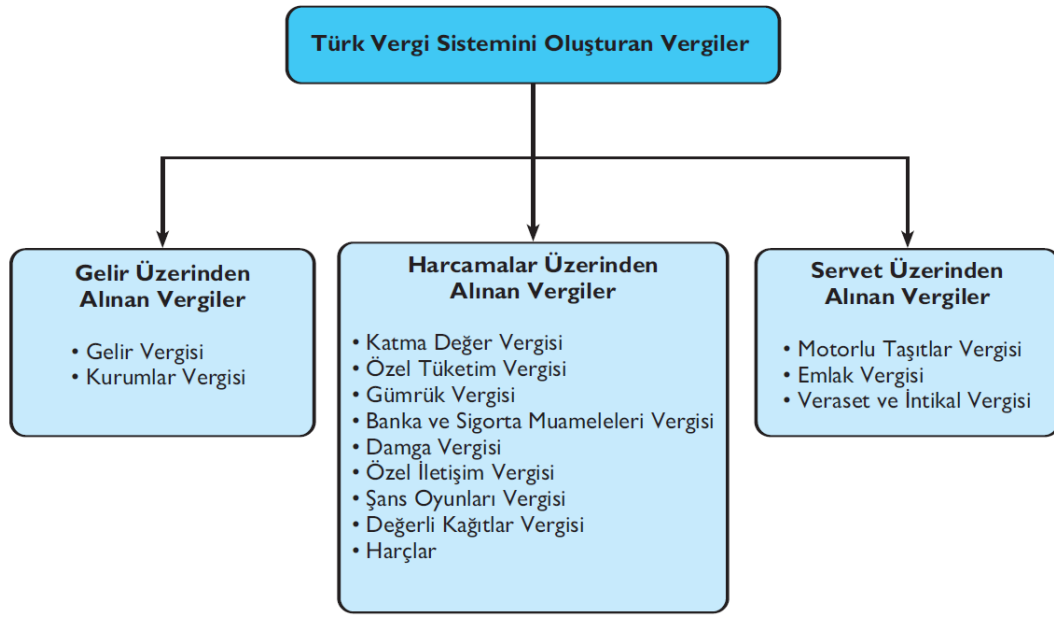 Türk Vergi Sistemini Oluşturan Vergiler
Gelir Üzerinden
Alınan Vergiler
• Gelir Vergisi
• Kurumlar Vergisi
Harcamalar Üzerinden
Alınan Vergiler
• Katma Değer Vergisi
• Özel Tüketim Vergisi
• Gümrük Vergisi
• Banka ve Sigorta Muameleleri Vergisi
• Damga Vergisi
• Özel İletişim Vergisi
• Şans Oyunları Vergisi
• Değerli Kağıtlar Vergisi
• Harçlar
Servet Üzerinden
Alınan Vergiler
• Motorlu Taşıtlar Vergisi
• Emlak Vergisi
• Veraset ve İntikal Vergisi